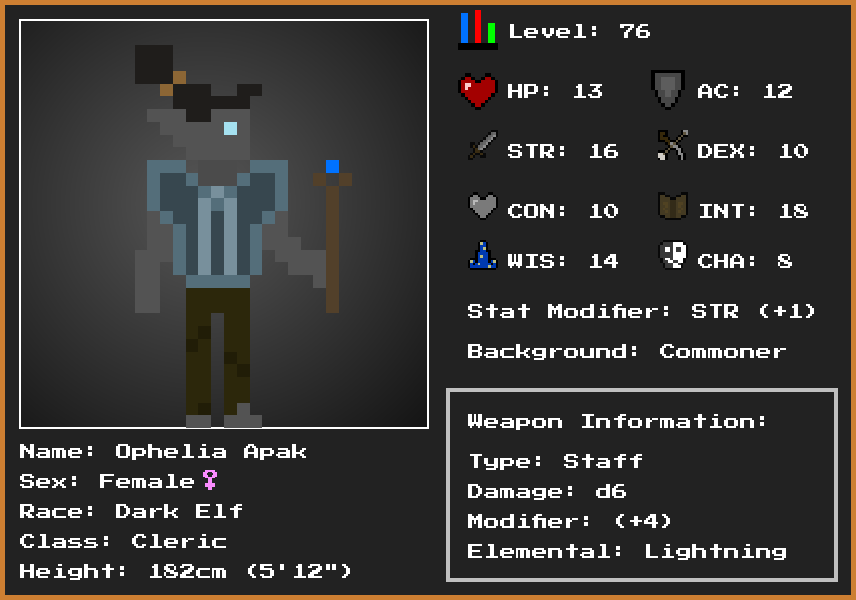 Level: 76
HP: 13
AC: 12
STR: 16
DEX: 10
CON: 10
INT: 18
WIS: 14
CHA: 8
Stat Modifier: STR (+1)
Background: Commoner
Weapon Information:
Type: Staff
Damage: d6
Modifier: (+4)
Elemental: Lightning
Name: Ophelia Apak
Sex: Female♀
Race: Dark Elf
Class: Cleric
Height: 182cm (5'12")